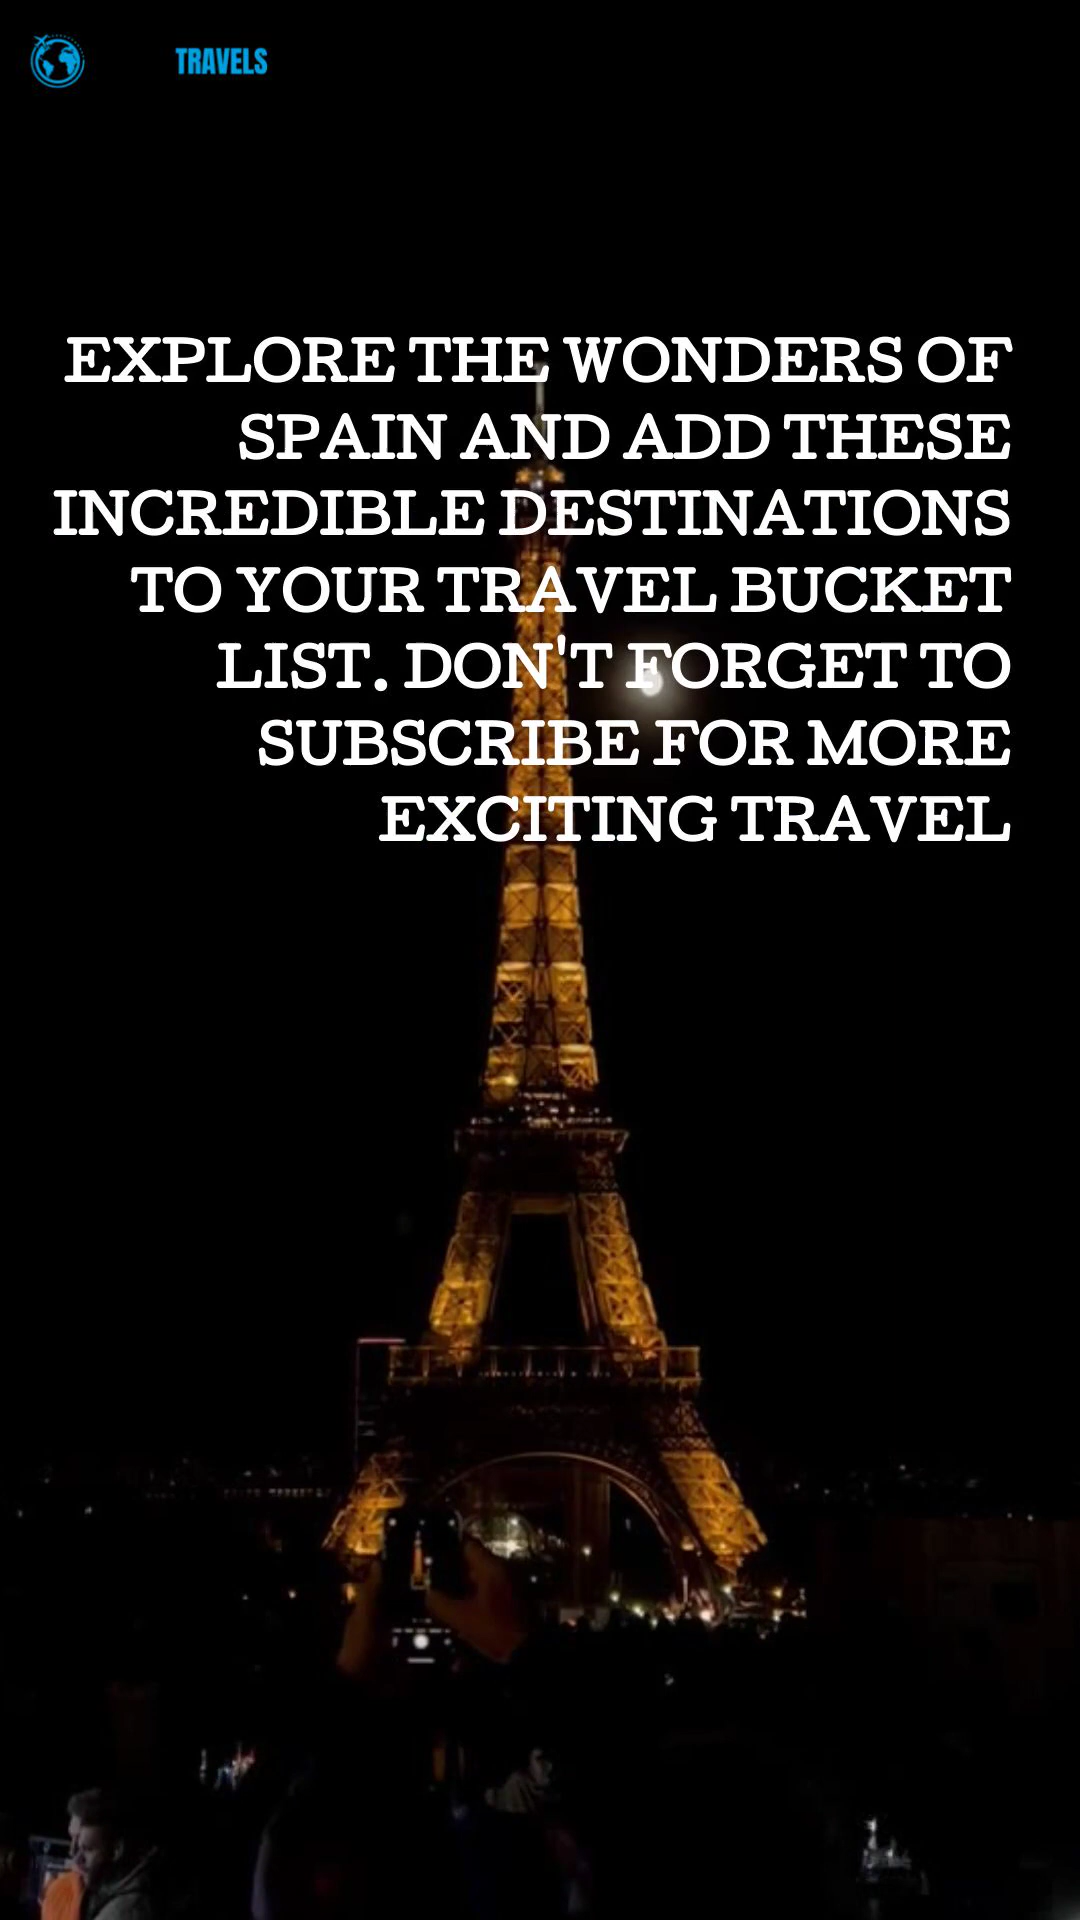 TRAVELS
EXPLORE THE WONDERS OF
SPAIN AND ADD THESE
INCREDIBLE DESTINATIONS
TO YOUR TRAVEL BUCKET
LIST. DON'T FORGET TO
SUBSCRIBE FOR MORE
EXCITING TRAVEL